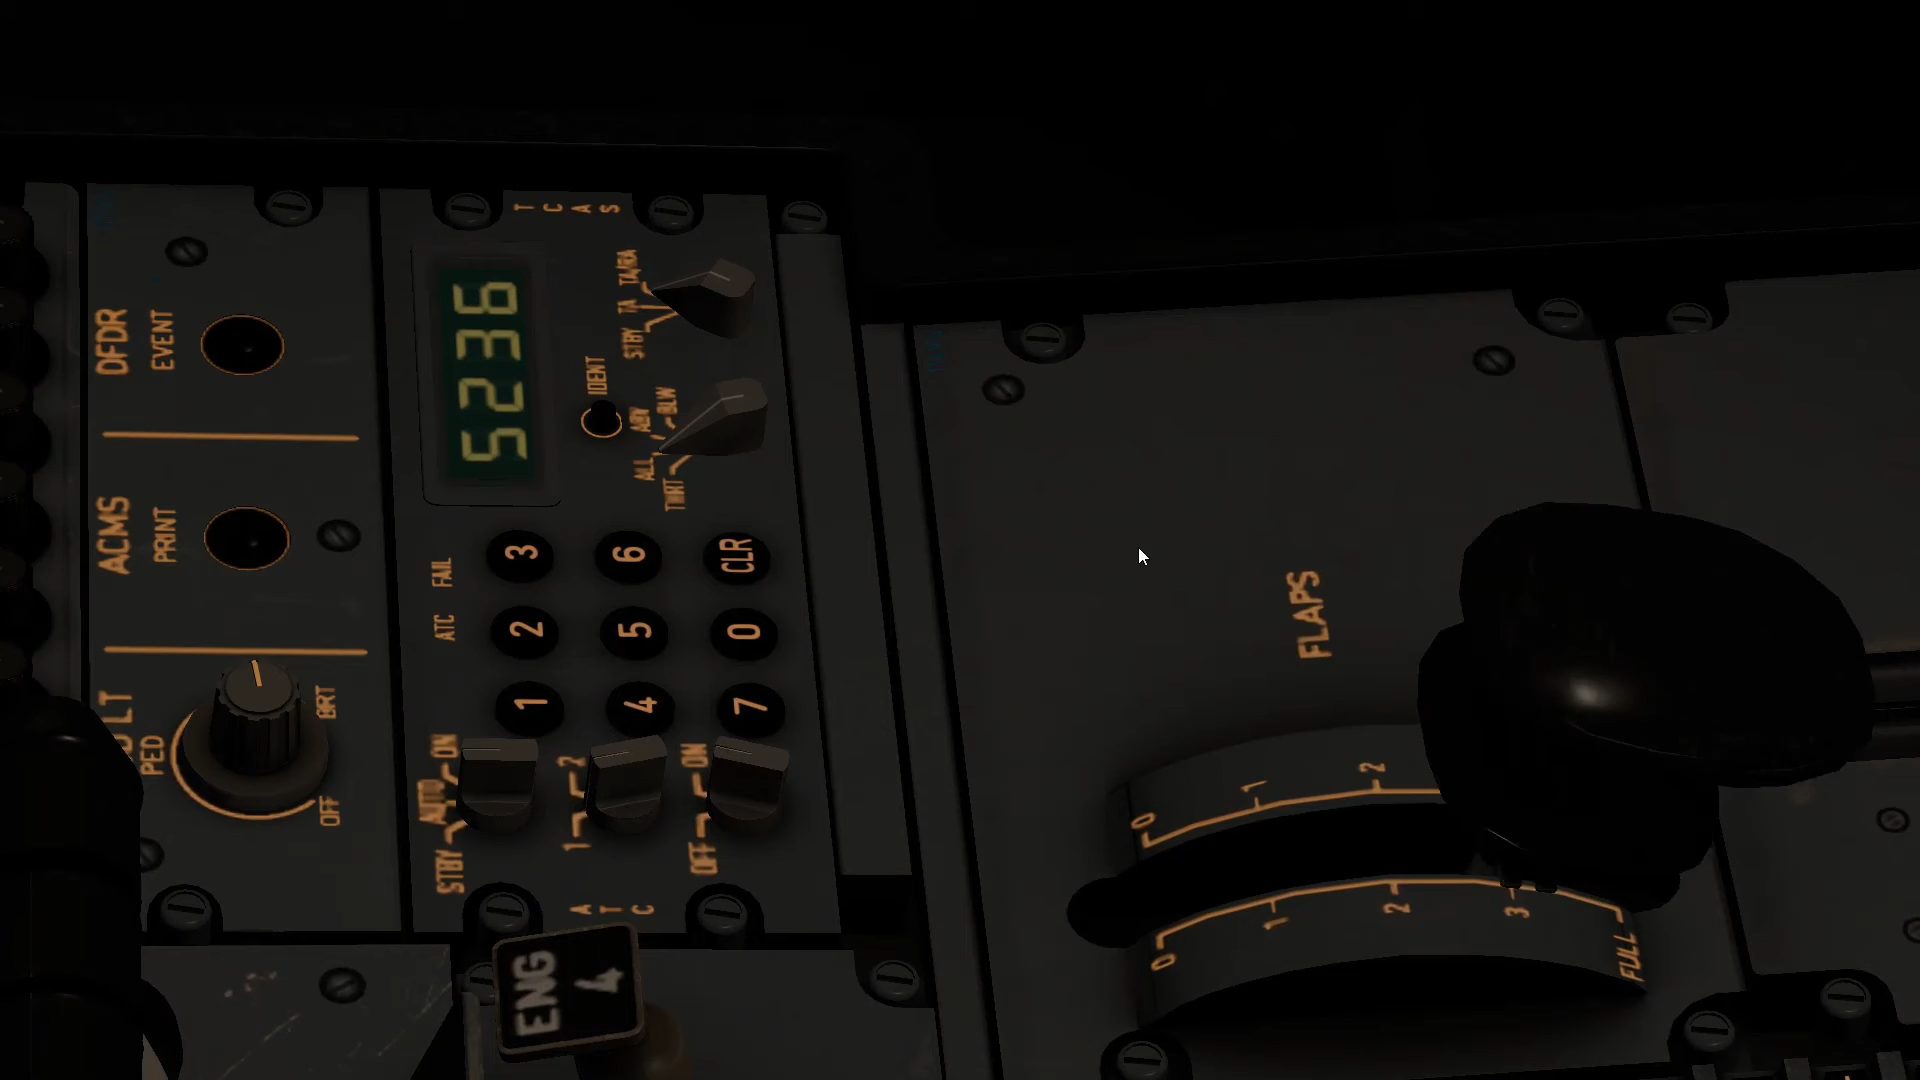 DFDR
EVENT
ACMS
PRINT
LT
PED
BRT
OFF
TCAS
5236
STBY TA TA/RA
IDENT
THRT ALL ABV BLW
ATC FAIL
1 2 3
4 5 6
7 0 CLR
STBY AUTO ON
1 2
OFF ON
ATC
ENG
4
FLAPS
0 1 2
0 1 2 3 FULL